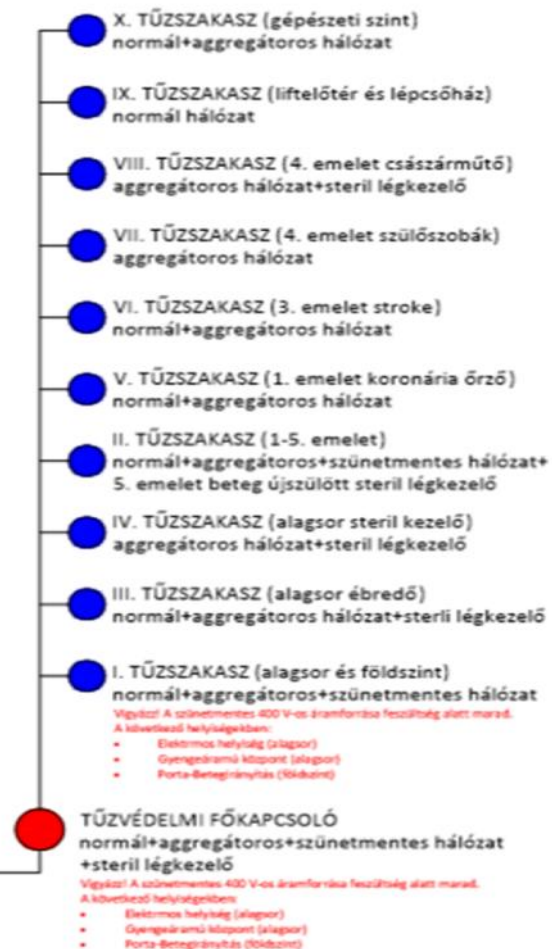 X. TŰZSZAKASZ (gépészeti szint)
normál+aggregátoros hálózat
IX. TŰZSZAKASZ (liftelőtér és lépcsőház)
normál hálózat
VIII. TŰZSZAKASZ (4. emelet császárműtő)
aggregátoros hálózat+steril légkezelő
VII. TŰZSZAKASZ (4. emelet szülőszobák)
aggregátoros hálózat
VI. TŰZSZAKASZ (3. emelet stroke)
normál+aggregátoros hálózat
V. TŰZSZAKASZ (1. emelet koronária őrző)
normál+aggregátoros hálózat
II. TŰZSZAKASZ (1-5. emelet)
normál+aggregátoros+szünetmentes hálózat+
5. emelet beteg újszülött steril légkezelő
IV. TŰZSZAKASZ (alagsor steril kezelő)
aggregátoros hálózat+steril légkezelő
III. TŰZSZAKASZ (alagsor ébredő)
normál+aggregátoros hálózat+sterli légkezelő
I. TŰZSZAKASZ (alagsor és földszint)
normál+aggregátoros+szünetmentes hálózat
Vigyázz! A szünetmentes 400 V-os áramforrása feszültség alatt marad.
A következő helyiségekben:
• Elektrmos helyiség (alagsor)
• Gyengeáramú központ (alagsor)
• Porta-Betegirányítás (földszint)
TŰZVÉDELMI FŐKAPCSOLÓ
normál+aggregátoros+szünetmentes hálózat
+steril légkezelő
Vigyázz! A szünetmentes 400 V-os áramforrása feszültség alatt marad.
A következő helyiségekben:
• Elektrmos helyiség (alagsor)
• Gyengeáramú központ (alagsor)
• Porta-Betegirányítás (földszint)